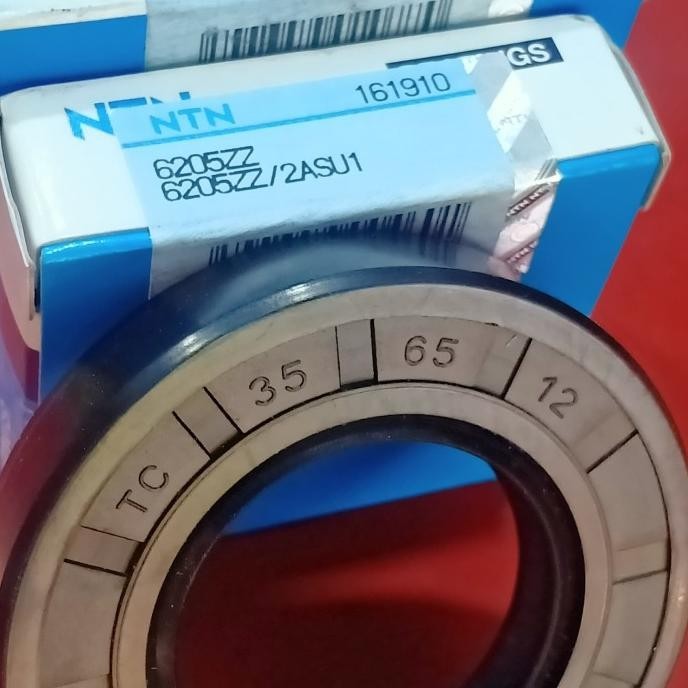 NTN
NTN 161910
6205ZZ
6205ZZ/2ASU1
TC 35 65 12